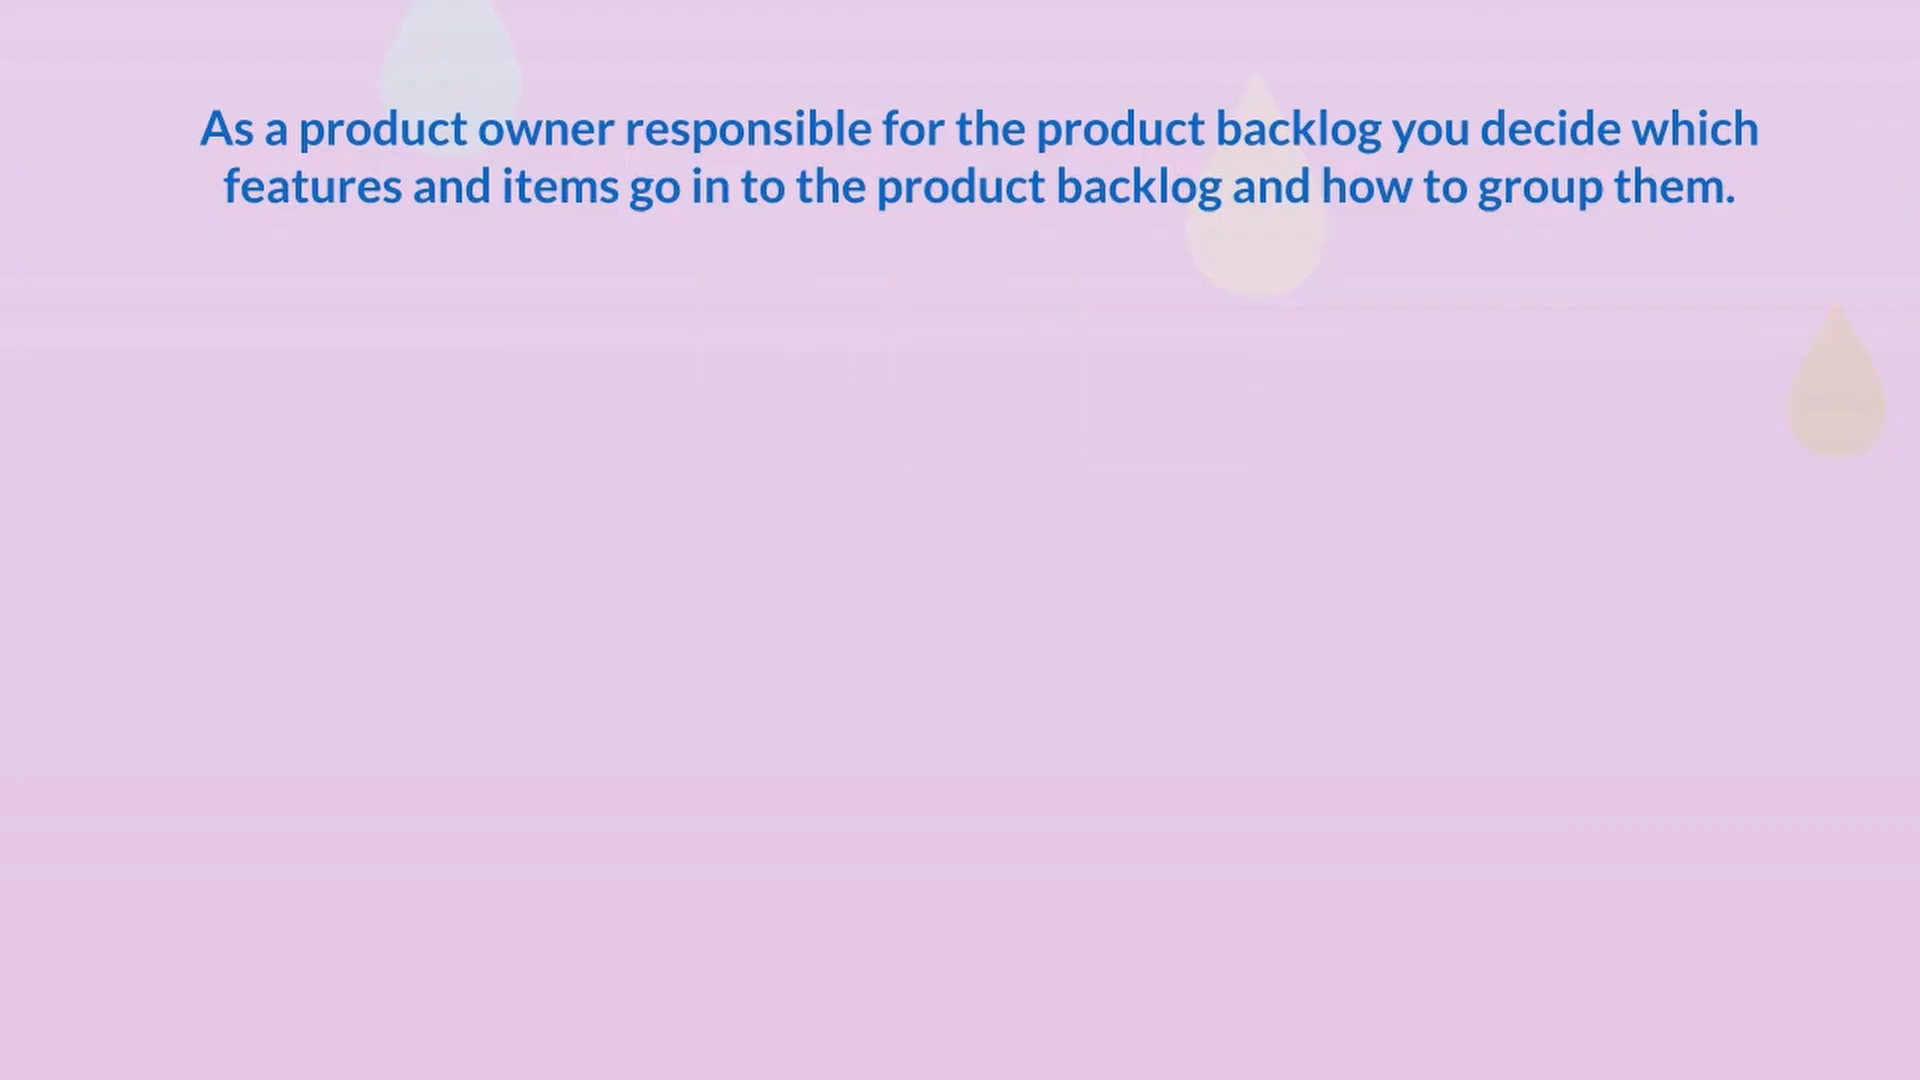 As a product owner responsible for the product backlog you decide which
features and items go in to the product backlog and how to group them.